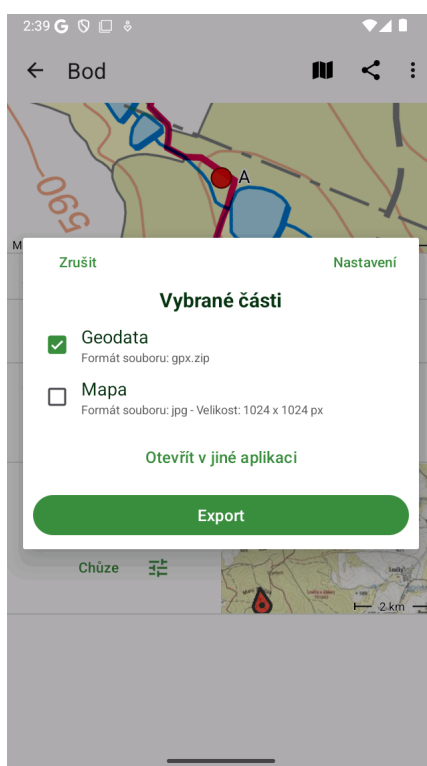 2:39
Bod
A
590
M
Zrušit
Nastavení
Vybrané části
Geodata
Formát souboru: gpx.zip
Mapa
Formát souboru: jpg - Velikost: 1024 x 1024 px
Otevřít v jiné aplikaci
Export
Chůze
2 km